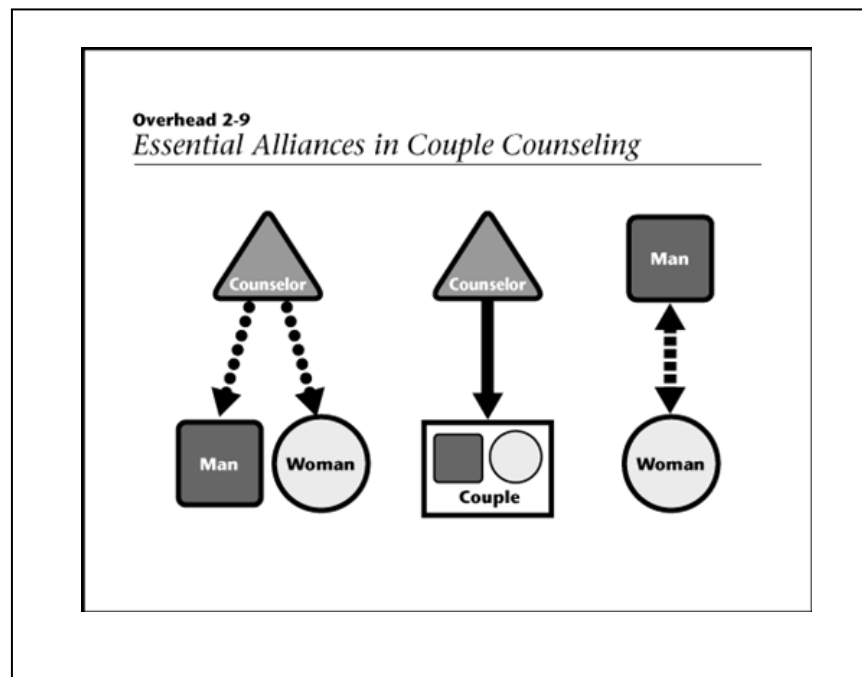 Overhead 2-9
Essential Alliances in Couple Counseling
Counselor
Counselor
Man
Man
Woman
Couple
Woman